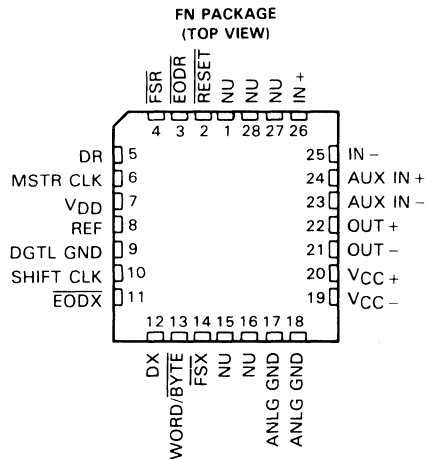 FN PACKAGE
(TOP VIEW)
FSR
EODR
RESET
NU
NU
NU
IN +
4 3 2 1 28 27 26
DR 5
MSTR CLK 6
VDD 7
REF 8
DGTL GND 9
SHIFT CLK 10
EODX 11
25 IN −
24 AUX IN +
23 AUX IN −
22 OUT +
21 OUT −
20 VCC +
19 VCC −
12 13 14 15 16 17 18
DX
WORD/BYTE
FSX
NU
NU
ANLG GND
ANLG GND